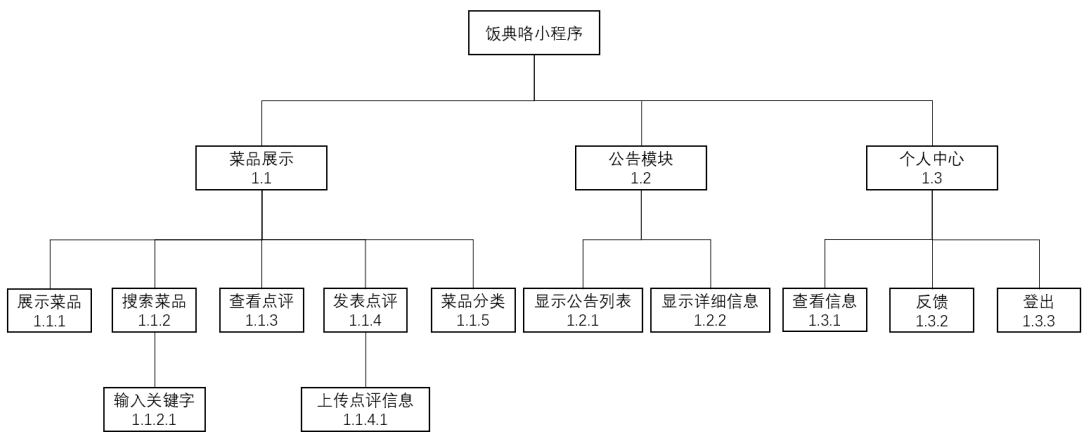 饭典咯小程序
菜品展示
1.1
公告模块
1.2
个人中心
1.3
展示菜品
1.1.1
搜索菜品
1.1.2
查看点评
1.1.3
发表点评
1.1.4
菜品分类
1.1.5
显示公告列表
1.2.1
显示详细信息
1.2.2
查看信息
1.3.1
反馈
1.3.2
登出
1.3.3
输入关键字
1.1.2.1
上传点评信息
1.1.4.1